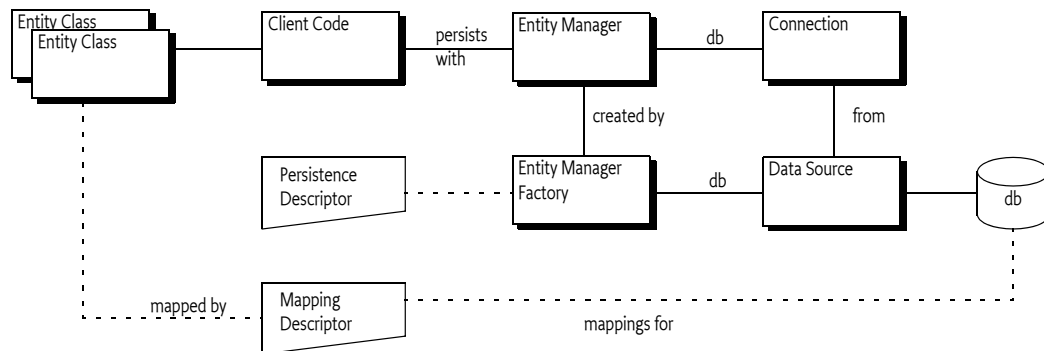 Entity Class
Entity Class
Client Code
persists
with
Entity Manager
db
Connection
created by
from
Persistence
Descriptor
Entity Manager
Factory
db
Data Source
db
mapped by
Mapping
Descriptor
mappings for